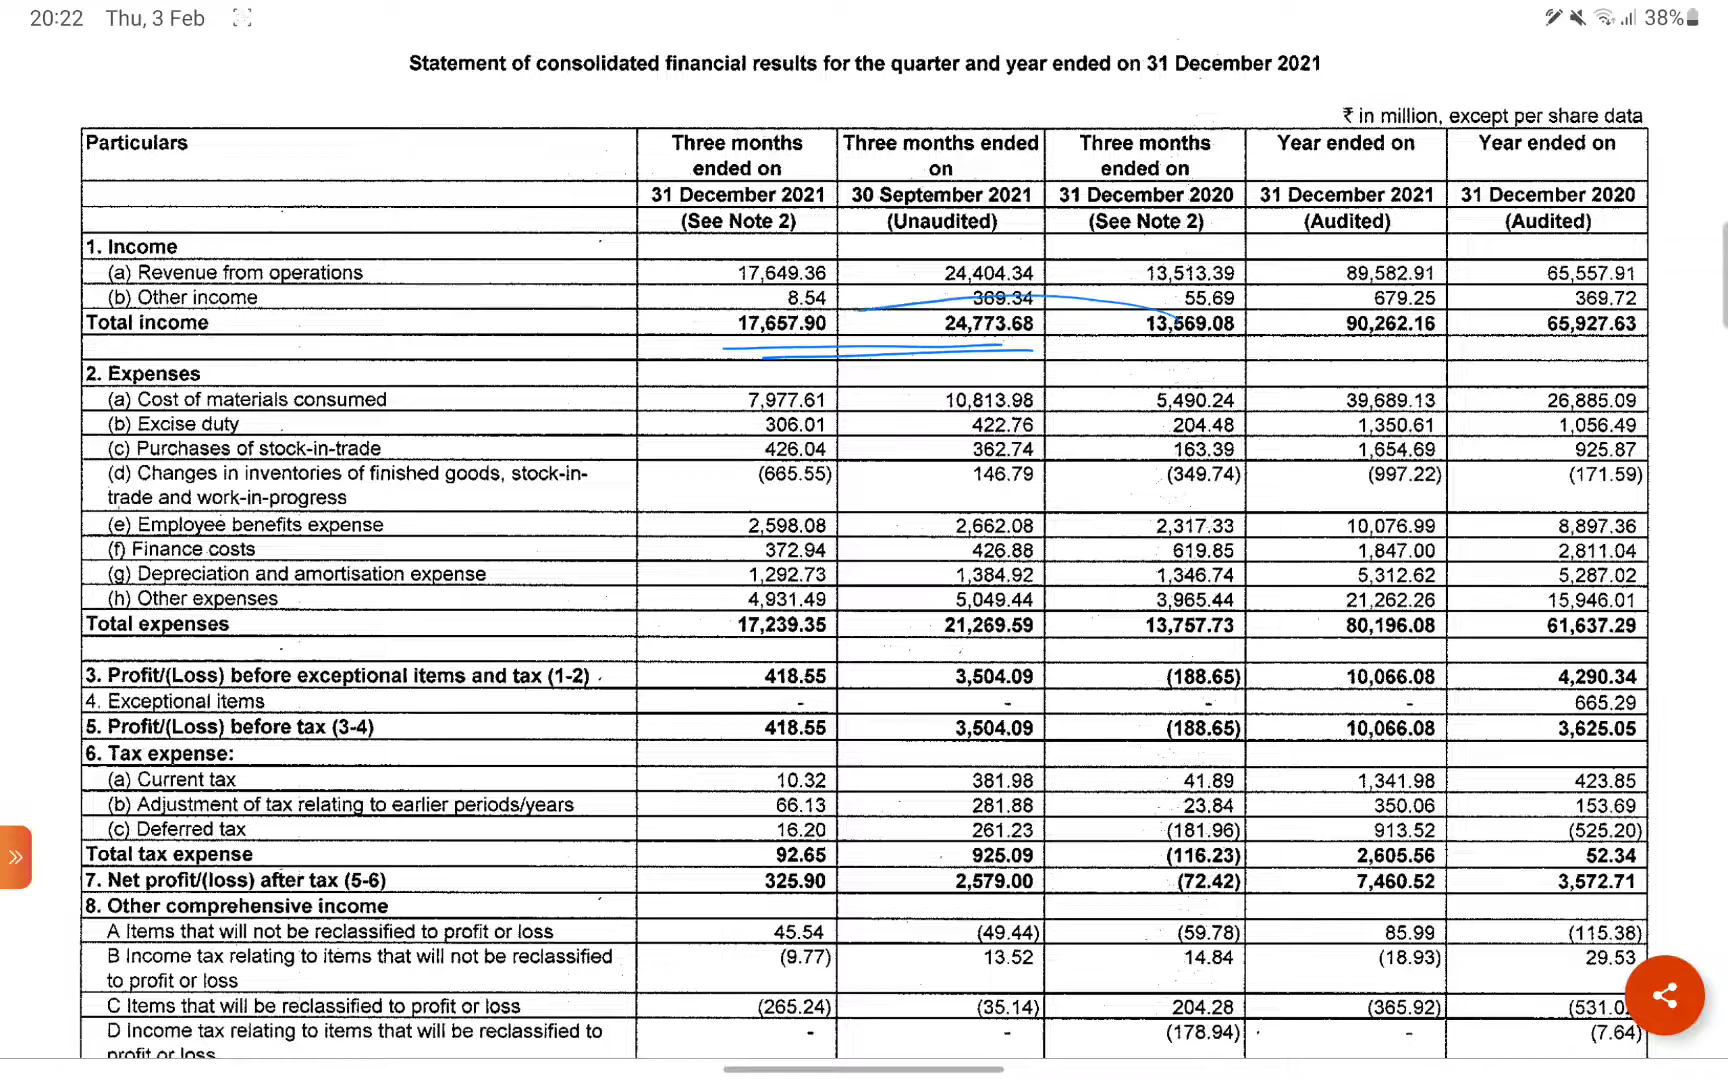 20:22 Thu, 3 Feb 38%
Statement of consolidated financial results for the quarter and year ended on 31 December 2021
₹ in million, except per share data
Particulars Three months ended on Three months ended on Three months ended on Year ended on Year ended on
31 December 2021 30 September 2021 31 December 2020 31 December 2021 31 December 2020
(See Note 2) (Unaudited) (See Note 2) (Audited) (Audited)
1. Income
(a) Revenue from operations 17,649.36 24,404.34 13,513.39 89,582.91 65,557.91
(b) Other income 8.54 369.34 55.69 679.25 369.72
Total income 17,657.90 24,773.68 13,569.08 90,262.16 65,927.63
2. Expenses
(a) Cost of materials consumed 7,977.61 10,813.98 5,490.24 39,689.13 26,885.09
(b) Excise duty 306.01 422.76 204.48 1,350.61 1,056.49
(c) Purchases of stock-in-trade 426.04 362.74 163.39 1,654.69 925.87
(d) Changes in inventories of finished goods, stock-in- (665.55) 146.79 (349.74) (997.22) (171.59)
trade and work-in-progress
(e) Employee benefits expense 2,598.08 2,662.08 2,317.33 10,076.99 8,897.36
(f) Finance costs 372.94 426.88 619.85 1,847.00 2,811.04
(g) Depreciation and amortisation expense 1,292.73 1,384.92 1,346.74 5,312.62 5,287.02
(h) Other expenses 4,931.49 5,049.44 3,965.44 21,262.26 15,946.01
Total expenses 17,239.35 21,269.59 13,757.73 80,196.08 61,637.29
3. Profit/(Loss) before exceptional items and tax (1-2) 418.55 3,504.09 (188.65) 10,066.08 4,290.34
4. Exceptional items - - - - 665.29
5. Profit/(Loss) before tax (3-4) 418.55 3,504.09 (188.65) 10,066.08 3,625.05
6. Tax expense:
(a) Current tax 10.32 381.98 41.89 1,341.98 423.85
(b) Adjustment of tax relating to earlier periods/years 66.13 281.88 23.84 350.06 153.69
(c) Deferred tax 16.20 261.23 (181.96) 913.52 (525.20)
Total tax expense 92.65 925.09 (116.23) 2,605.56 52.34
7. Net profit/(loss) after tax (5-6) 325.90 2,579.00 (72.42) 7,460.52 3,572.71
8. Other comprehensive income
A Items that will not be reclassified to profit or loss 45.54 (49.44) (59.78) 85.99 (115.38)
B Income tax relating to items that will not be reclassified (9.77) 13.52 14.84 (18.93) 29.53
to profit or loss
C Items that will be reclassified to profit or loss (265.24) (35.14) 204.28 (365.92)
D Income tax relating to items that will be reclassified to - - (178.94) - (7.64)
profit or loss